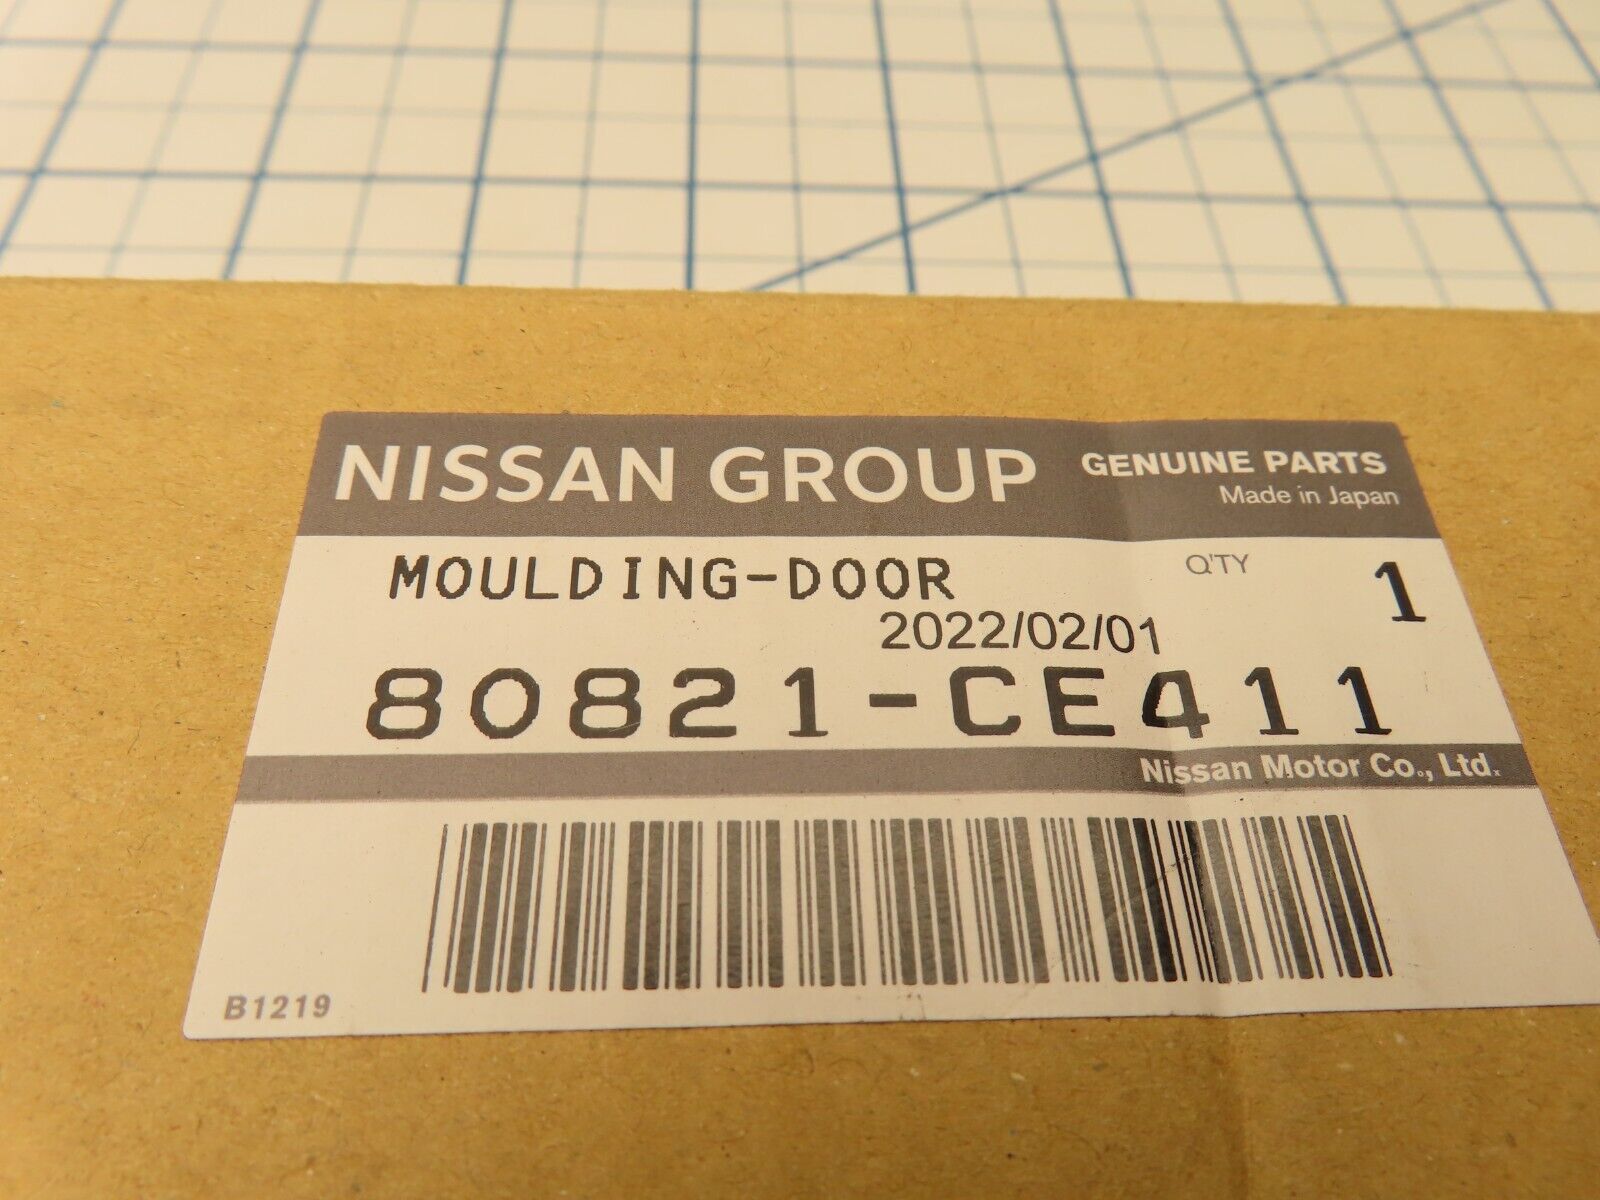 NISSAN GROUP GENUINE PARTS
Made in Japan
MOULDING-DOOR Q'TY 1
2022/02/01
80821-CE411
Nissan Motor Co., Ltd.
B1219